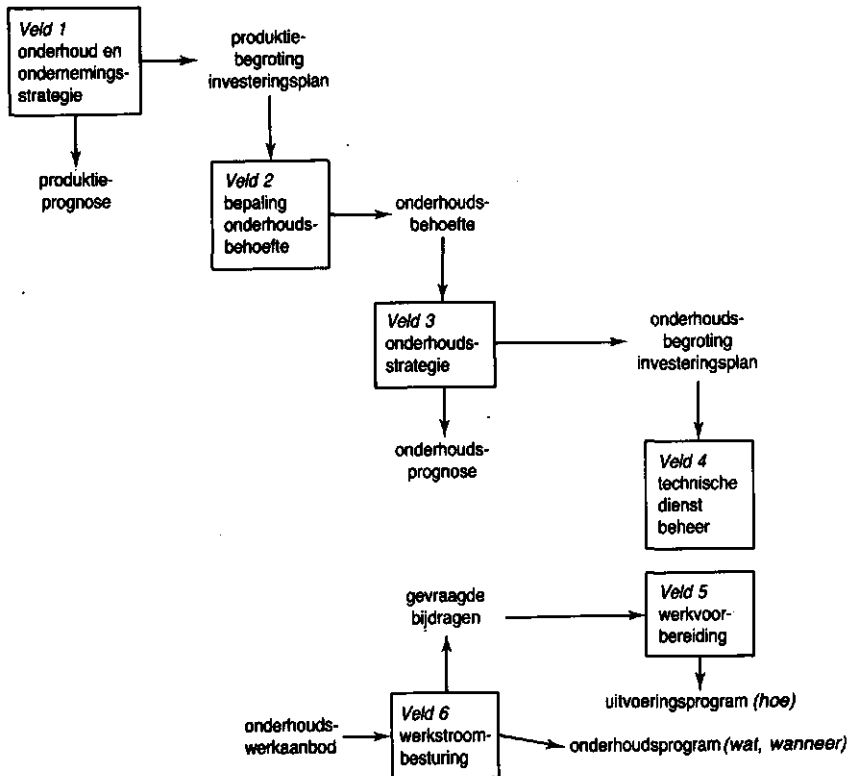 Veld 1
onderhoud en
ondernemings-
strategie
produktie-
begroting
investeringsplan
produktie-
prognose
Veld 2
bepaling
onderhouds-
behoefte
onderhouds-
behoefte
Veld 3
onderhouds-
strategie
onderhouds-
begroting
investeringsplan
onderhouds-
prognose
Veld 4
technische
dienst
beheer
gevraagde
bijdragen
Veld 5
werkvoor-
bereiding
uitvoeringsprogram (hoe)
onderhouds-
werkaanbod
Veld 6
werkstroom-
besturing
onderhoudsprogram (wat, wanneer)